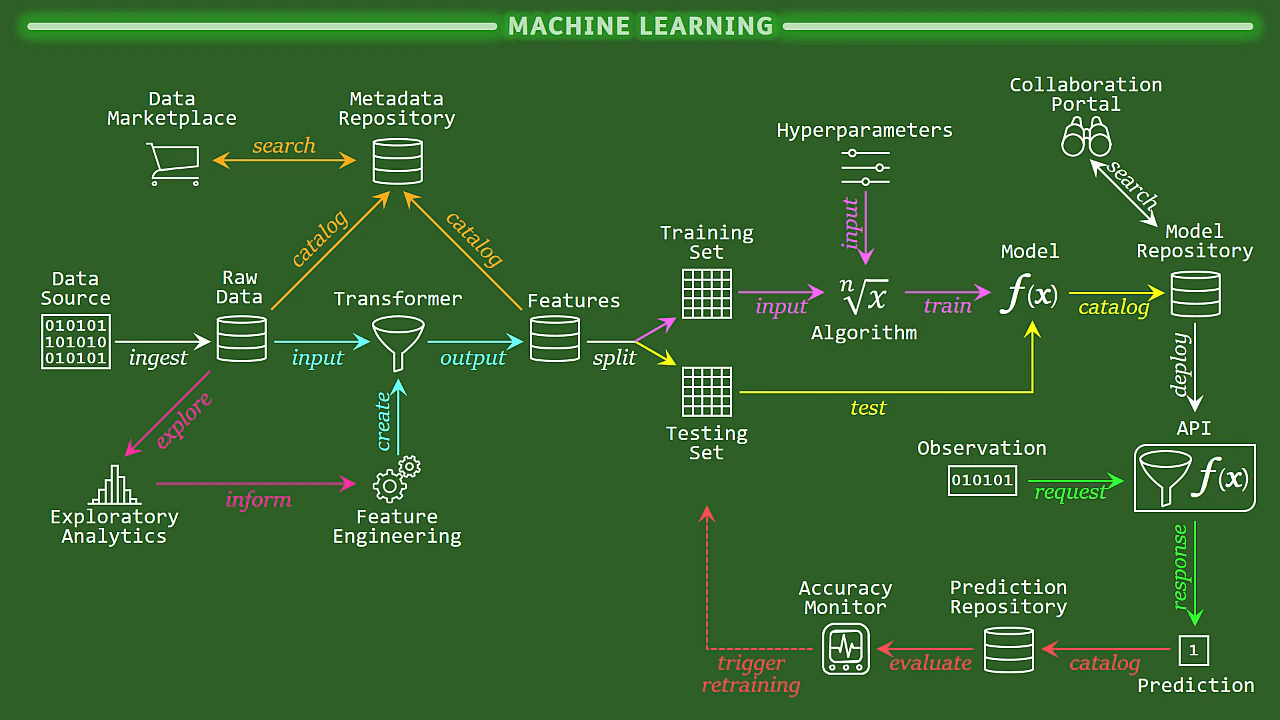 MACHINE LEARNING
Data
Marketplace
search
Metadata
Repository
catalog
catalog
Data
Source
010101
101010
010101
ingest
Raw
Data
input
Transformer
output
Features
split
explore
Exploratory
Analytics
inform
Feature
Engineering
create
Training
Set
input
Hyperparameters
input
n√x
Algorithm
train
Model
f(x)
catalog
Collaboration
Portal
search
Model
Repository
deploy
Testing
Set
test
API
f(x)
Observation
010101
request
response
1
Prediction
catalog
Prediction
Repository
evaluate
Accuracy
Monitor
trigger
retraining